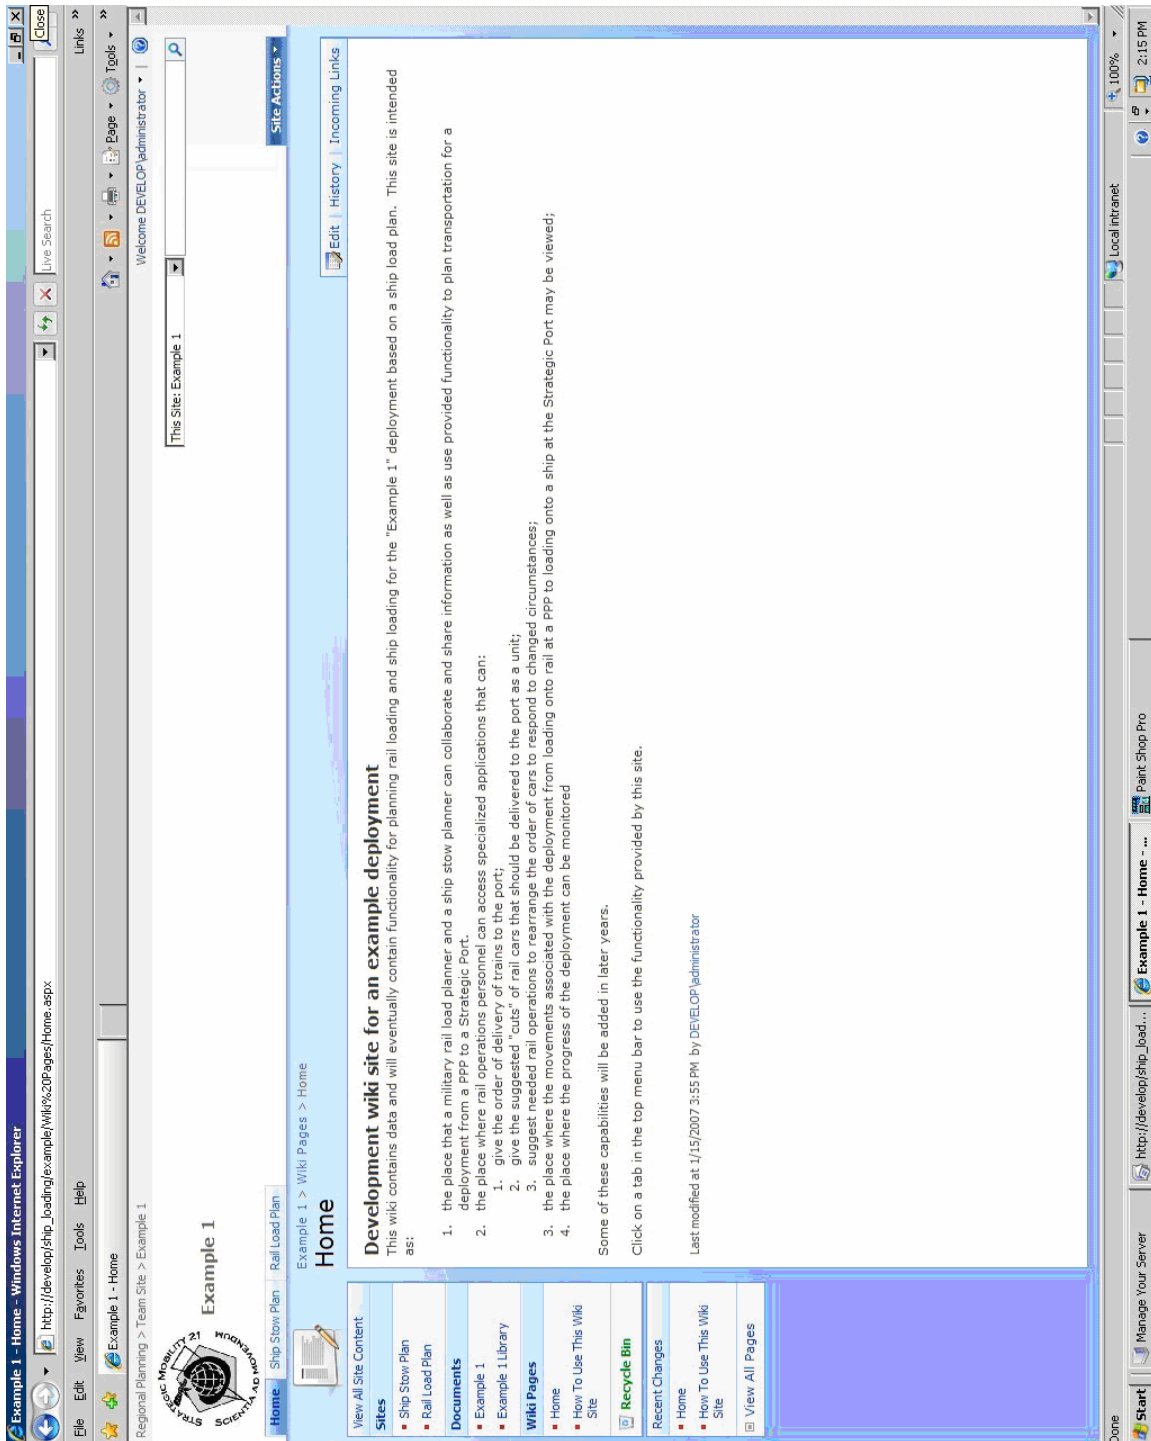 Example 1 - Home - Windows Internet Explorer
Close
http://develop/ship_loading/example/Wiki%20Pages/Home.aspx
Live Search
File Edit View Favorites Tools Help
Links »
Example 1 - Home
Page Tools »
Regional Planning > Team Site > Example 1
Welcome DEVELOP\administrator
STRATEGIC MOBILITY 21
SCIENTIA AD MOVENDUM
Example 1
This Site: Example 1
Home Ship Stow Plan Rail Load Plan
Site Actions
Example 1 > Wiki Pages > Home
Home
Edit | History | Incoming Links
View All Site Content
Sites
Ship Stow Plan
Rail Load Plan
Documents
Example 1
Example 1 Library
Wiki Pages
Home
How To Use This Wiki
Site
Recycle Bin
Recent Changes
Home
How To Use This Wiki
Site
View All Pages
Development wiki site for an example deployment
This wiki contains data and will eventually contain functionality for planning rail loading and ship loading for the "Example 1" deployment based on a ship load plan. This site is intended
as:
1. the place that a military rail load planner and a ship stow planner can collaborate and share information as well as use provided functionality to plan transportation for a
deployment from a PPP to a Strategic Port.
2. the place where rail operations personnel can access specialized applications that can:
1. give the order of delivery of trains to the port;
2. give the suggested "cuts" of rail cars that should be delivered to the port as a unit;
3. suggest needed rail operations to rearrange the order of cars to respond to changed circumstances;
3. the place where the movements associated with the deployment from loading onto rail at a PPP to loading onto a ship at the Strategic Port may be viewed;
4. the place where the progress of the deployment can be monitored
Some of these capabilities will be added in later years.
Click on a tab in the top menu bar to use the functionality provided by this site.
Last modified at 1/15/2007 3:55 PM by DEVELOP\administrator
Done
Local intranet
100%
Start
Manage Your Server
http://develop/ship_load...
Example 1 - Home - ...
Paint Shop Pro
2:15 PM